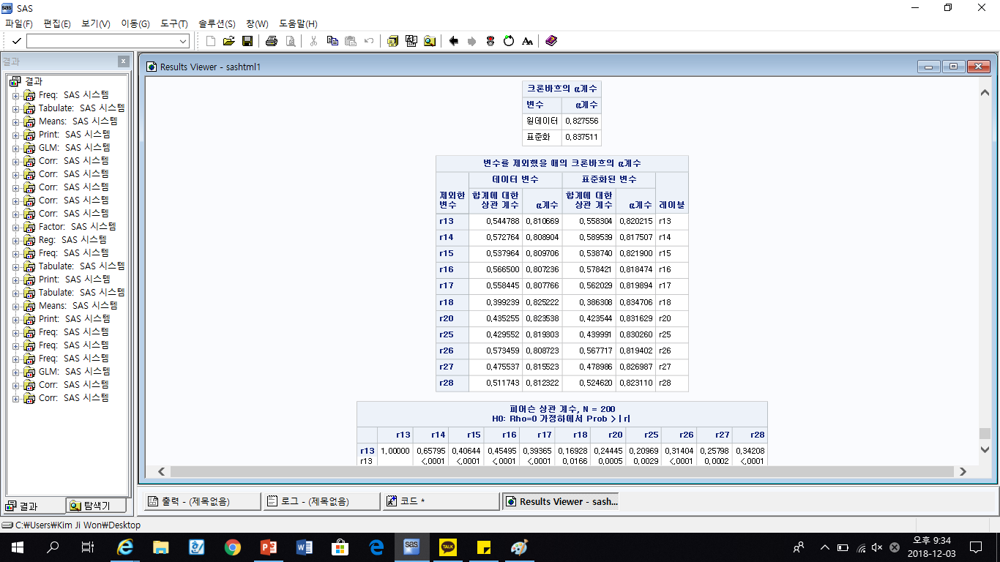 SAS
파일(F) 편집(E) 보기(V) 이동(G) 도구(T) 솔루션(S) 창(W) 도움말(H)
결과
결과
Freq: SAS 시스템
Tabulate: SAS 시스템
Means: SAS 시스템
Print: SAS 시스템
GLM: SAS 시스템
Corr: SAS 시스템
Corr: SAS 시스템
Corr: SAS 시스템
Corr: SAS 시스템
Corr: SAS 시스템
Factor: SAS 시스템
Reg: SAS 시스템
Freq: SAS 시스템
Tabulate: SAS 시스템
Print: SAS 시스템
Tabulate: SAS 시스템
Means: SAS 시스템
Print: SAS 시스템
Freq: SAS 시스템
Freq: SAS 시스템
Freq: SAS 시스템
GLM: SAS 시스템
Corr: SAS 시스템
Corr: SAS 시스템
결과 탐색기
Results Viewer - sashtml1
크론바흐의 α계수
변수 α계수
원데이터 0,827556
표준화 0,837511
변수를 제외했을 때의 크론바흐의 α계수
데이터 변수 표준화된 변수
제외한 변수 합계에 대한 상관 계수 α계수 합계에 대한 상관 계수 α계수 레이블
r13 0,544788 0,810669 0,558304 0,820215 r13
r14 0,572764 0,808904 0,589539 0,817507 r14
r15 0,537964 0,809706 0,538740 0,821900 r15
r16 0,566500 0,807236 0,578421 0,818474 r16
r17 0,558445 0,807766 0,562029 0,819894 r17
r18 0,399239 0,825222 0,386308 0,834706 r18
r20 0,435255 0,823538 0,423544 0,831629 r20
r25 0,429552 0,819303 0,439991 0,830260 r25
r26 0,573459 0,808723 0,567717 0,819402 r26
r27 0,475537 0,815523 0,478986 0,826987 r27
r28 0,511743 0,812322 0,524620 0,823110 r28
피어슨 상관 계수, N = 200
H0: Rho=0 가정하에서 Prob > |r|
r13 r14 r15 r16 r17 r18 r20 r25 r26 r27 r28
r13 1,00000 0,65795 0,40644 0,45495 0,39365 0,16928 0,24445 0,20969 0,31404 0,25798 0,34208
r13 <,0001 <,0001 <,0001 <,0001 0,0166 0,0005 0,0029 <,0001 0,0002 <,0001
출력 - (제목없음) 로그 - (제목없음) 코드 * Results Viewer - sash...
C:₩Users₩Kim Ji Won₩Desktop
sas
TALK
오후 9:34
2018-12-03